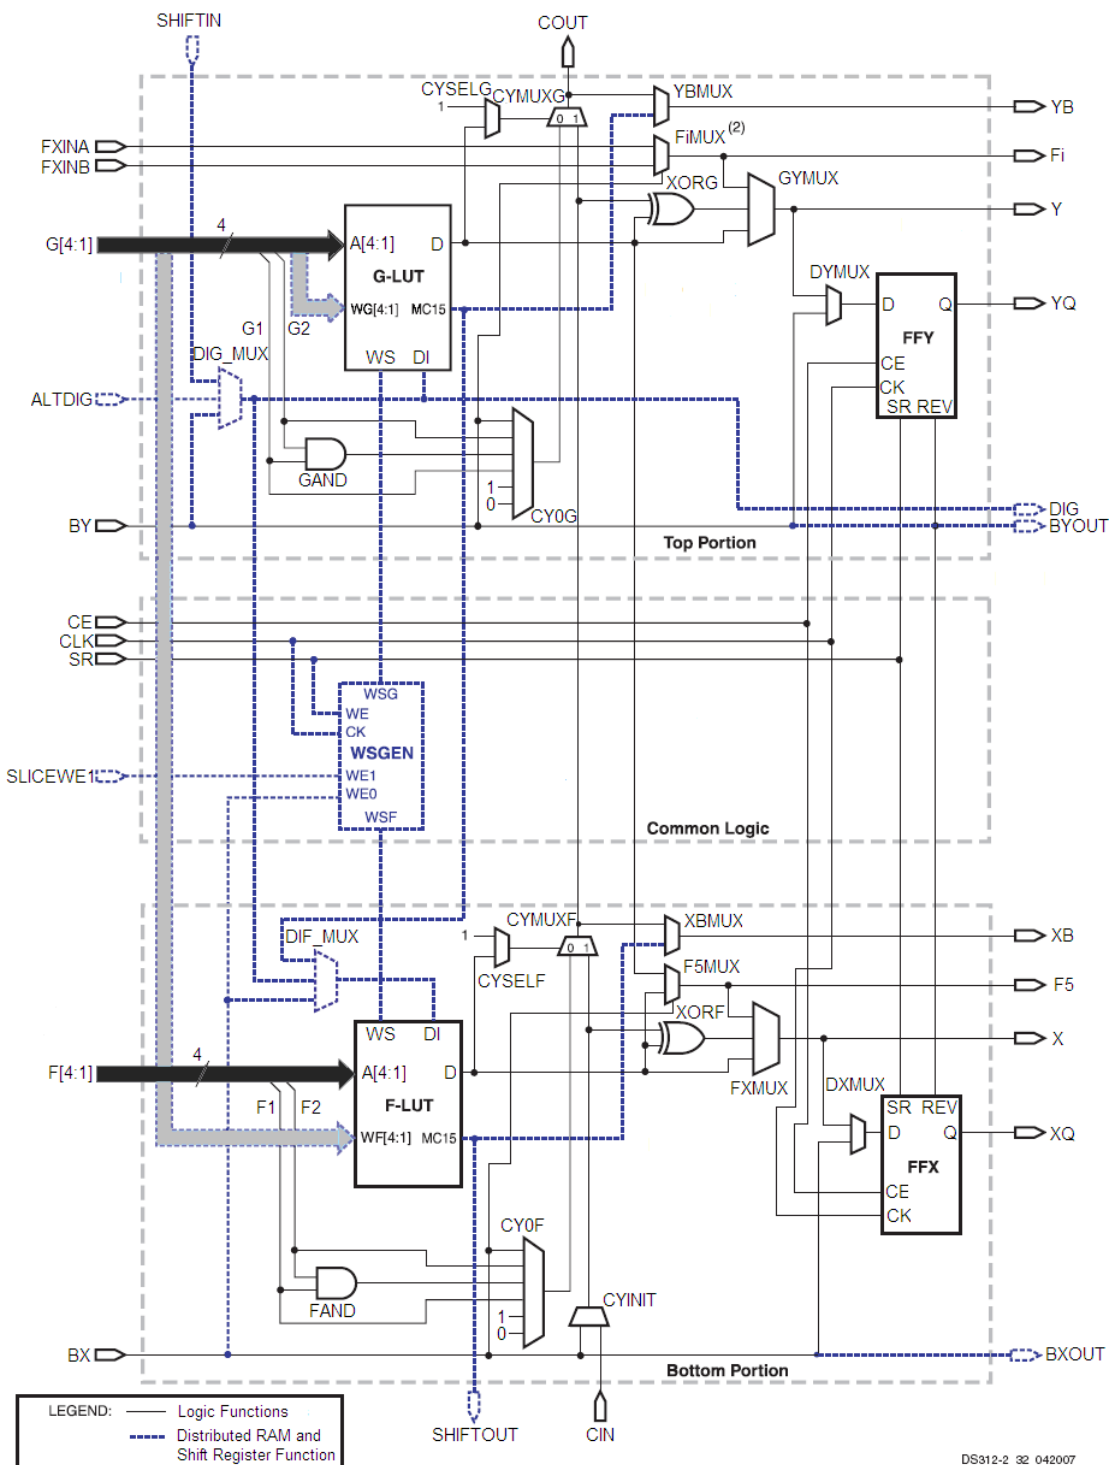 SHIFTIN
COUT
CYSELG
CYMUXG
YBMUX
YB
1
0 1
FiMUX (2)
FXINA
FXINB
Fi
XORG
GYMUX
Y
4
G[4:1]
A[4:1]
D
G-LUT
WG[4:1]
MC15
WS
DI
G1
G2
DYMUX
D
Q
YQ
FFY
CE
CK
SR REV
DIG_MUX
ALTDIG
GAND
1
0
CY0G
BY
DIG
BYOUT
Top Portion
CE
CLK
SR
WSG
WE
CK
WSGEN
SLICEWE1
WE1
WE0
WSF
Common Logic
CYMUXF
XBMUX
1
0 1
XB
DIF_MUX
CYSELF
F5MUX
F5
XORF
WS
DI
X
4
F[4:1]
A[4:1]
D
FXMUX
DXMUX
F1
F2
F-LUT
WF[4:1]
MC15
SR REV
D
Q
XQ
FFX
CE
CK
CY0F
FAND
1
0
CYINIT
BX
BXOUT
Bottom Portion
SHIFTOUT
CIN
LEGEND:
Logic Functions
Distributed RAM and
Shift Register Function
DS312-2_32_042007